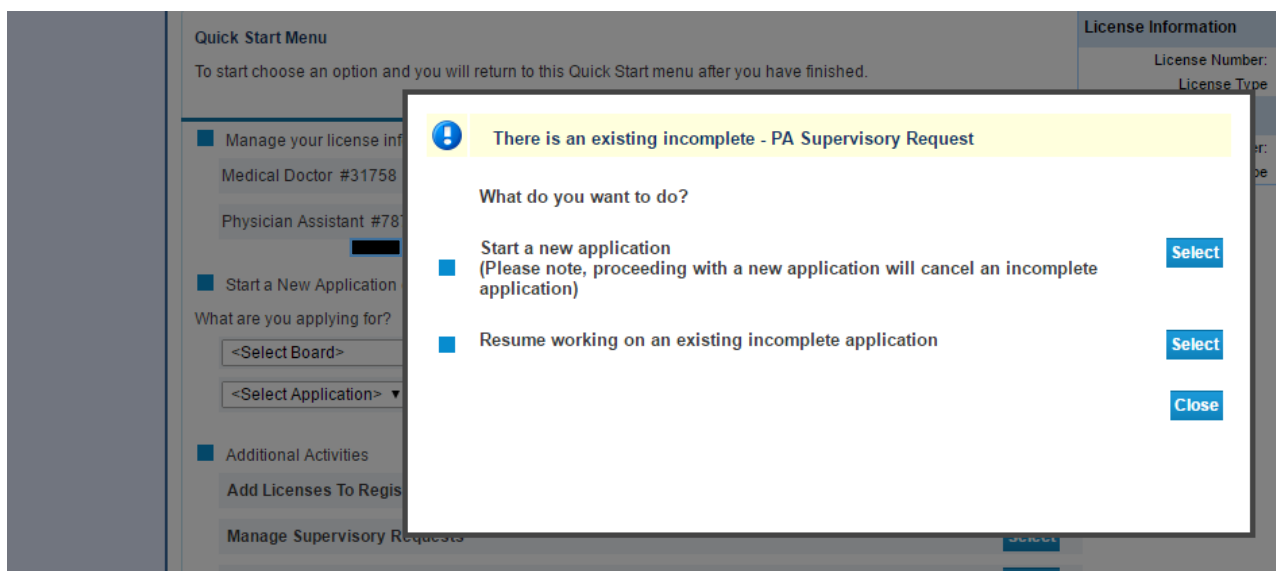 Quick Start Menu
To start choose an option and you will return to this Quick Start menu after you have finished.
License Information
License Number:
License Type
There is an existing incomplete - PA Supervisory Request
What do you want to do?
Start a new application
(Please note, proceeding with a new application will cancel an incomplete
application)
Select
Resume working on an existing incomplete application
Select
Close
Manage your license
Medical Doctor #31758
Physician Assistant
Start a New Application
What are you applying for?
<Select Board>
<Select Application> ▼
Additional Activities
Add Licenses To
Manage Supervisory Requests
Select